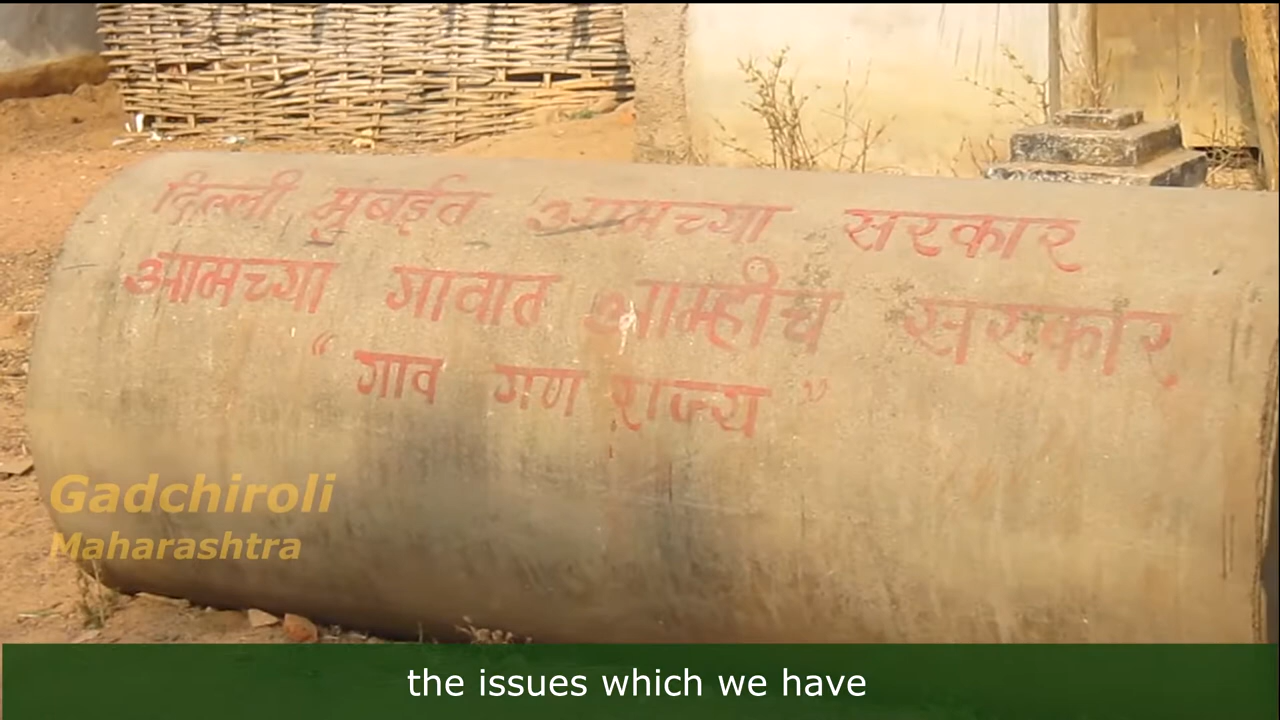 दिल्ली मुबईत आमच्या सरकार
आमच्या गावात आम्हीच सरकार
“ गाव गण राज्य ”
Gadchiroli
Maharashtra
the issues which we have